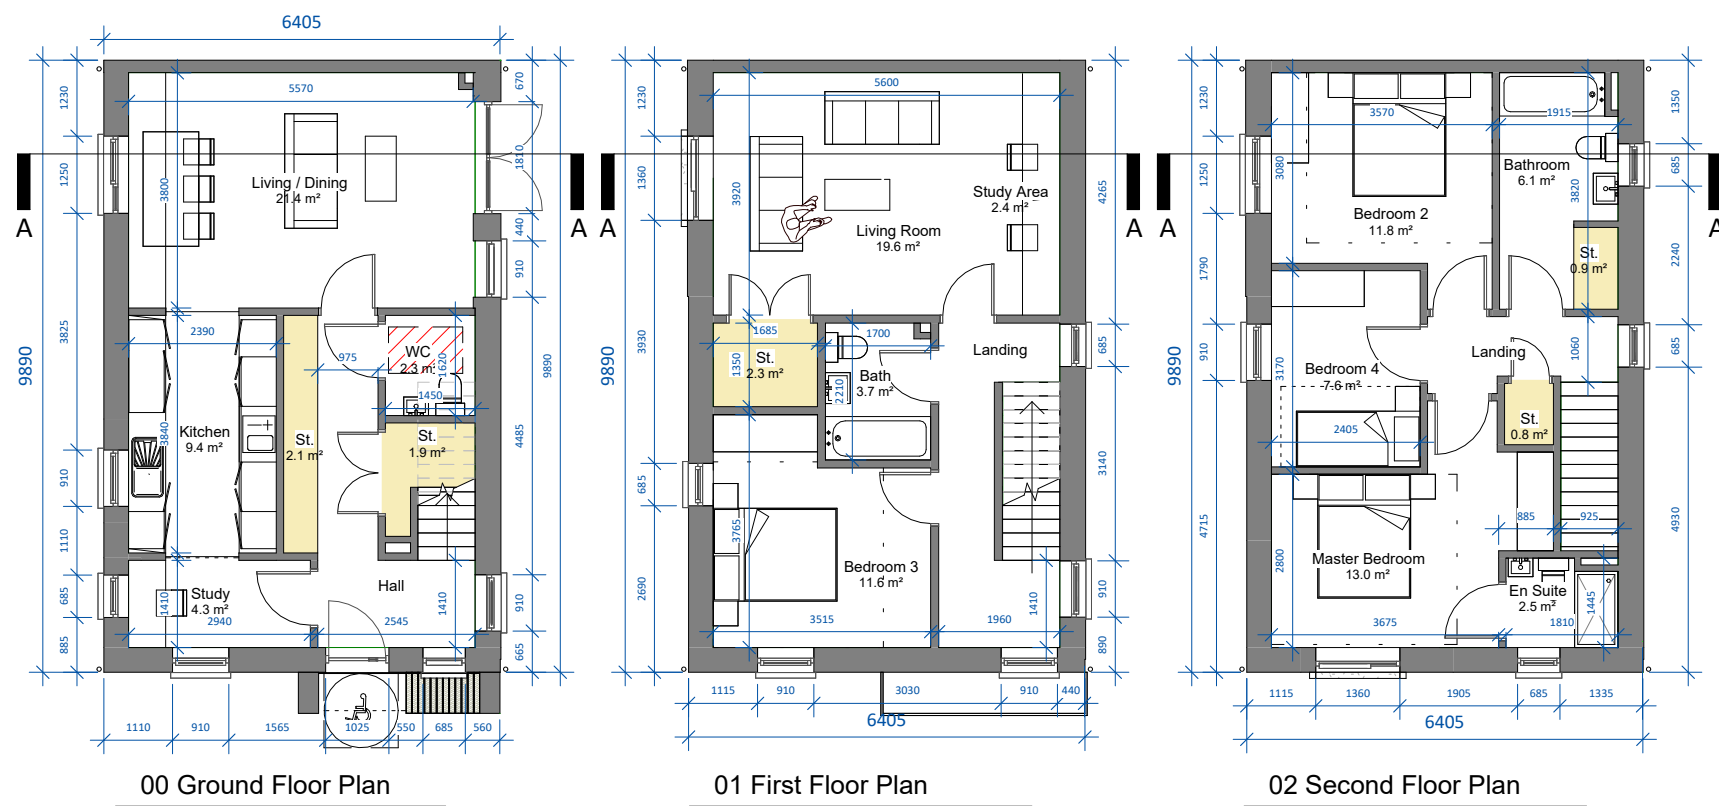 6405
5570
9890
1230
1250
3825
910
1110
685
885
3800
Living / Dining
21.4 m²
670
1810
440
910
9890
4485
910
665
A
A
2390
975
WC
2.3 m²
1620
1450
Kitchen
9.4 m²
3840
St.
2.1 m²
St.
1.9 m²
Study
4.3 m²
1410
2940
Hall
1410
2545
1110
910
1565
1025
550
685
560
00 Ground Floor Plan
5600
9890
1230
1360
3930
685
2690
3920
Study Area
2.4 m²
Living Room
19.6 m²
4265
685
3140
910
890
A
A
1685
1350
St.
2.3 m²
1700
Bath
3.7 m²
2210
Landing
3765
Bedroom 3
11.6 m²
3515
1960
1410
1115
910
3030
910
440
6405
01 First Floor Plan
9890
1230
1250
1790
910
4715
3570
1915
3080
Bathroom
6.1 m²
3820
Bedroom 2
11.8 m²
St.
0.9 m²
1350
685
2240
685
4930
A
A
Landing
1060
3170
Bedroom 4
7.6 m²
2405
St.
0.8 m²
885
925
Master Bedroom
13.0 m²
2800
En Suite
2.5 m²
1445
3675
1810
1115
1360
1905
685
1335
6405
02 Second Floor Plan